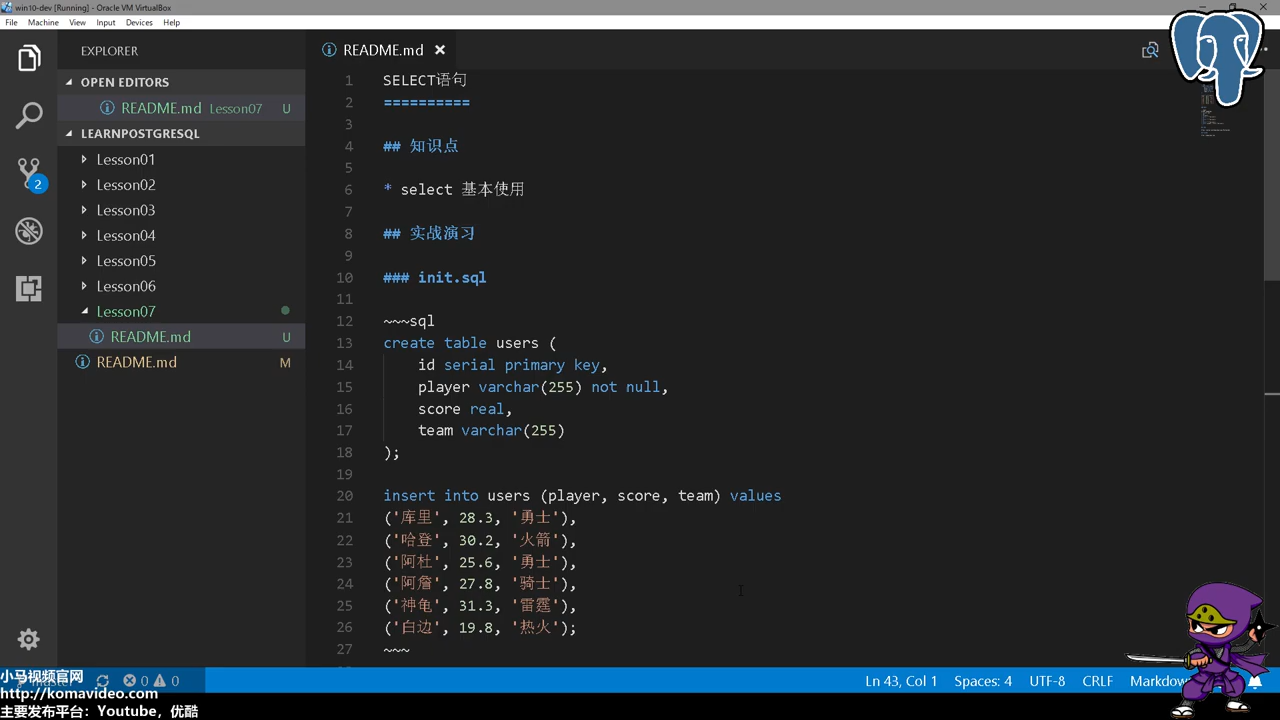 win10-dev [Running] - Oracle VM VirtualBox
File Machine View Input Devices Help
EXPLORER
OPEN EDITORS
README.md Lesson07 U
LEARNPOSTGRESQL
Lesson01
Lesson02
Lesson03
Lesson04
Lesson05
Lesson06
Lesson07
README.md U
README.md M
2
README.md
1 SELECT语句
2 ==========
3
4 ## 知识点
5
6 * select 基本使用
7
8 ## 实战演习
9
10 ### init.sql
11
12 ~~~sql
13 create table users (
14 id serial primary key,
15 player varchar(255) not null,
16 score real,
17 team varchar(255)
18 );
19
20 insert into users (player, score, team) values
21 ('库里', 28.3, '勇士'),
22 ('哈登', 30.2, '火箭'),
23 ('阿杜', 25.6, '勇士'),
24 ('阿詹', 27.8, '骑士'),
25 ('神龟', 31.3, '雷霆'),
26 ('白边', 19.8, '热火');
27 ~~~
0 0
Ln 43, Col 1 Spaces: 4 UTF-8 CRLF Markdow
小马视频官网
http://komavideo.com
主要发布平台：Youtube，优酷